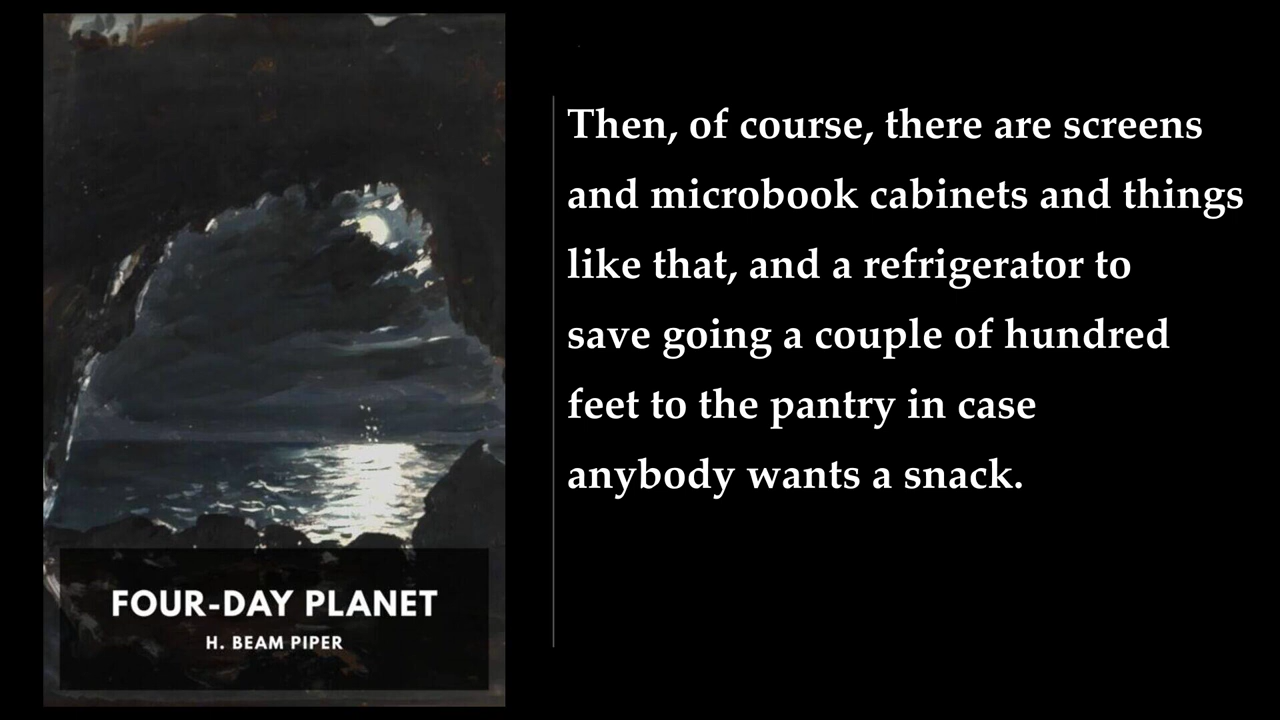 Then, of course, there are screens
and microbook cabinets and things
like that, and a refrigerator to
save going a couple of hundred
feet to the pantry in case
anybody wants a snack.
FOUR-DAY PLANET
H. BEAM PIPER